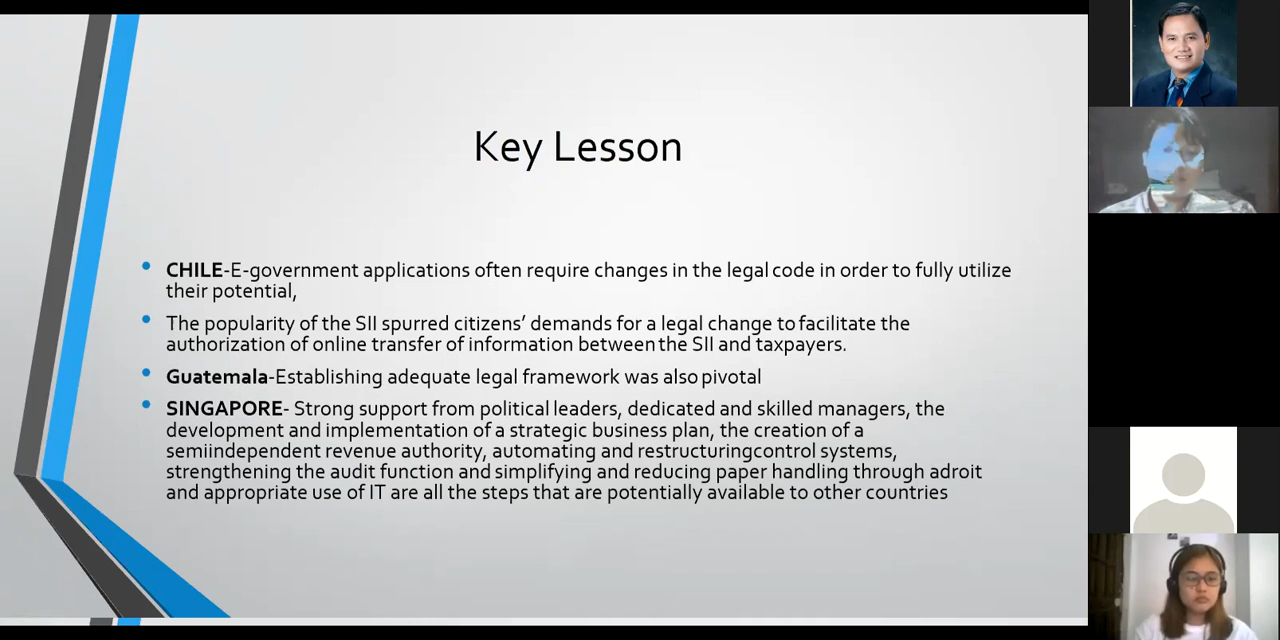 Key Lesson
CHILE-E-government applications often require changes in the legal code in order to fully utilize
their potential,
The popularity of the SII spurred citizens’ demands for a legal change to facilitate the
authorization of online transfer of information between the SII and taxpayers.
Guatemala-Establishing adequate legal framework was also pivotal
SINGAPORE- Strong support from political leaders, dedicated and skilled managers, the
development and implementation of a strategic business plan, the creation of a
semiindependent revenue authority, automating and restructuringcontrol systems,
strengthening the audit function and simplifying and reducing paper handling through adroit
and appropriate use of IT are all the steps that are potentially available to other countries